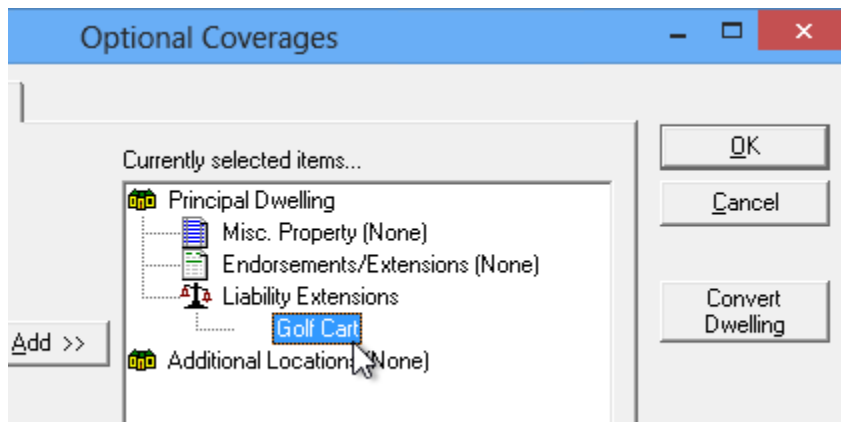 Optional Coverages
Currently selected items...
Principal Dwelling
Misc. Property (None)
Endorsements/Extensions (None)
Liability Extensions
Golf Cart
Additional Locations (None)
Add >>
OK
Cancel
Convert
Dwelling